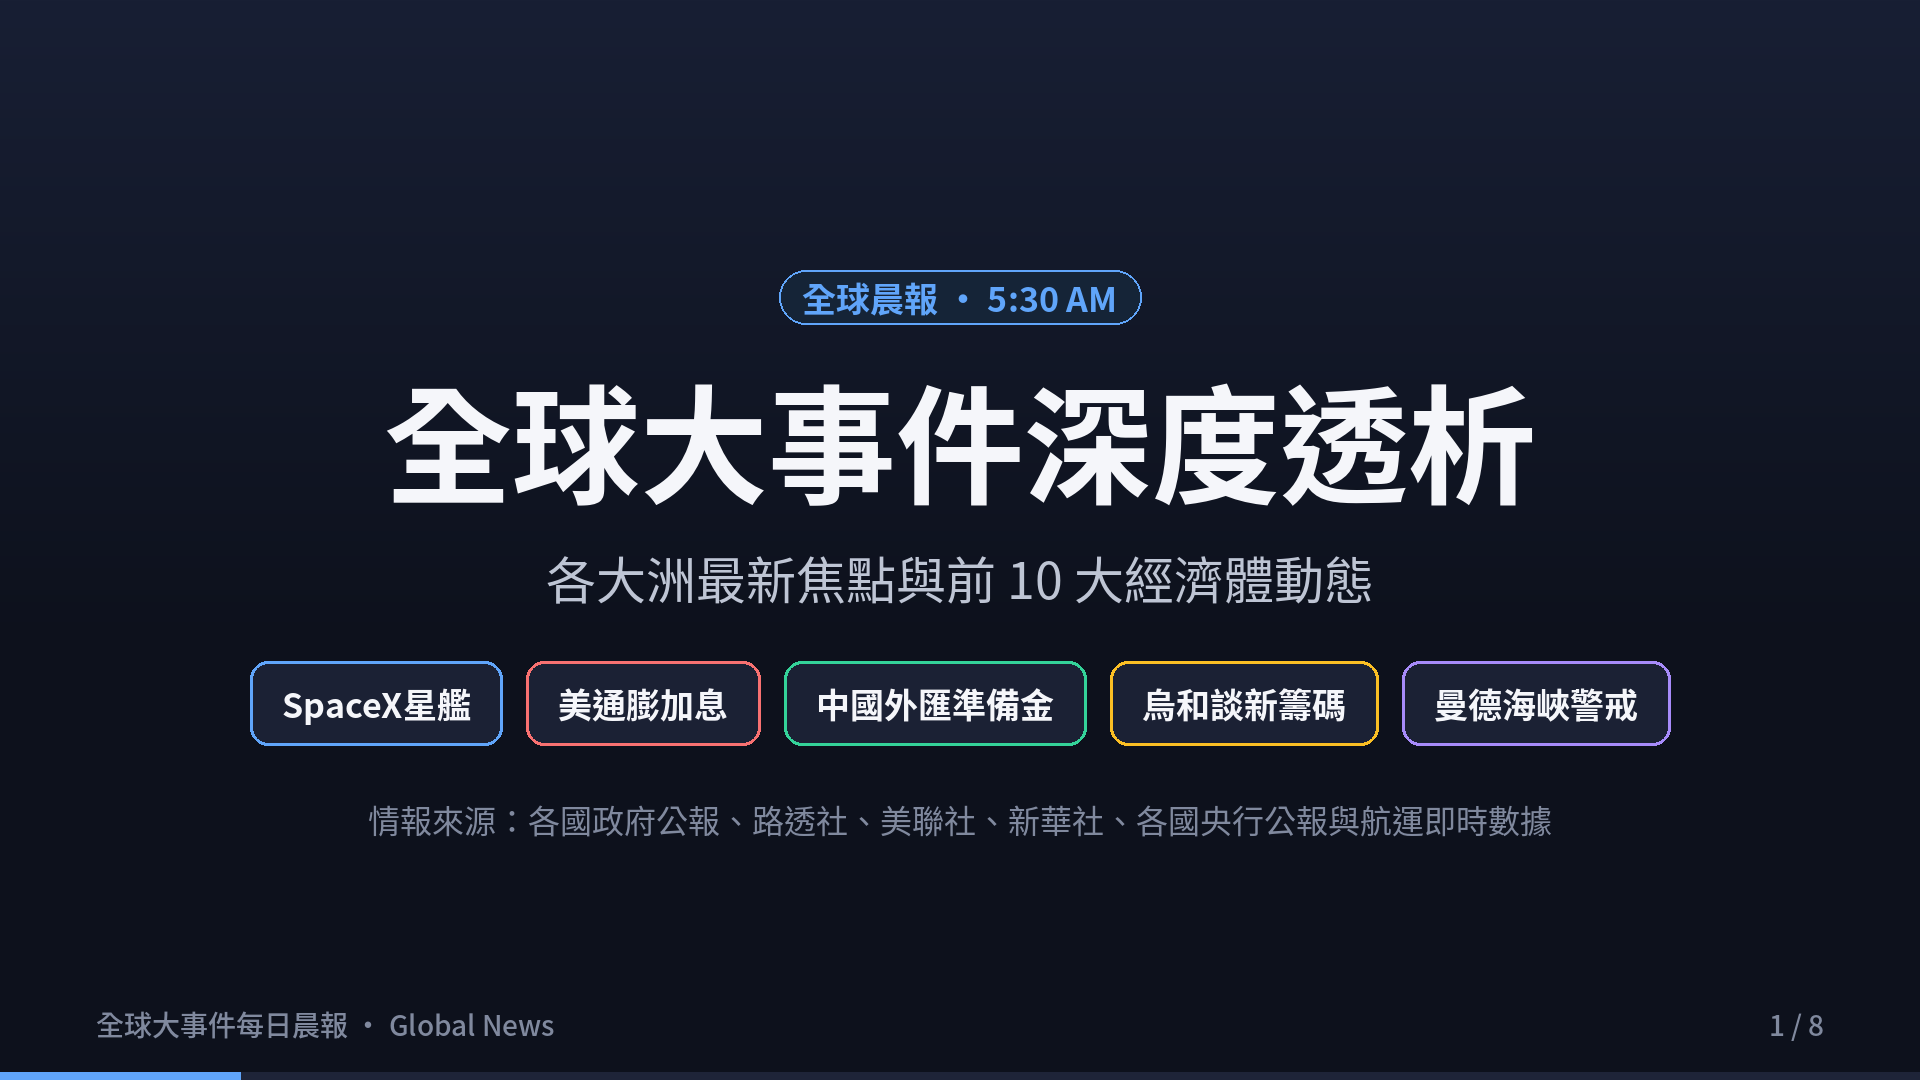 全球晨報 · 5:30 AM
全球大事件深度透析
各大洲最新焦點與前 10 大經濟體動態
SpaceX星艦 美通膨加息 中國外匯準備金 烏和談新籌碼 曼德海峽警戒
情報來源：各國政府公報、路透社、美聯社、新華社、各國央行公報與航運即時數據
全球大事件每日晨報 · Global News
1 / 8